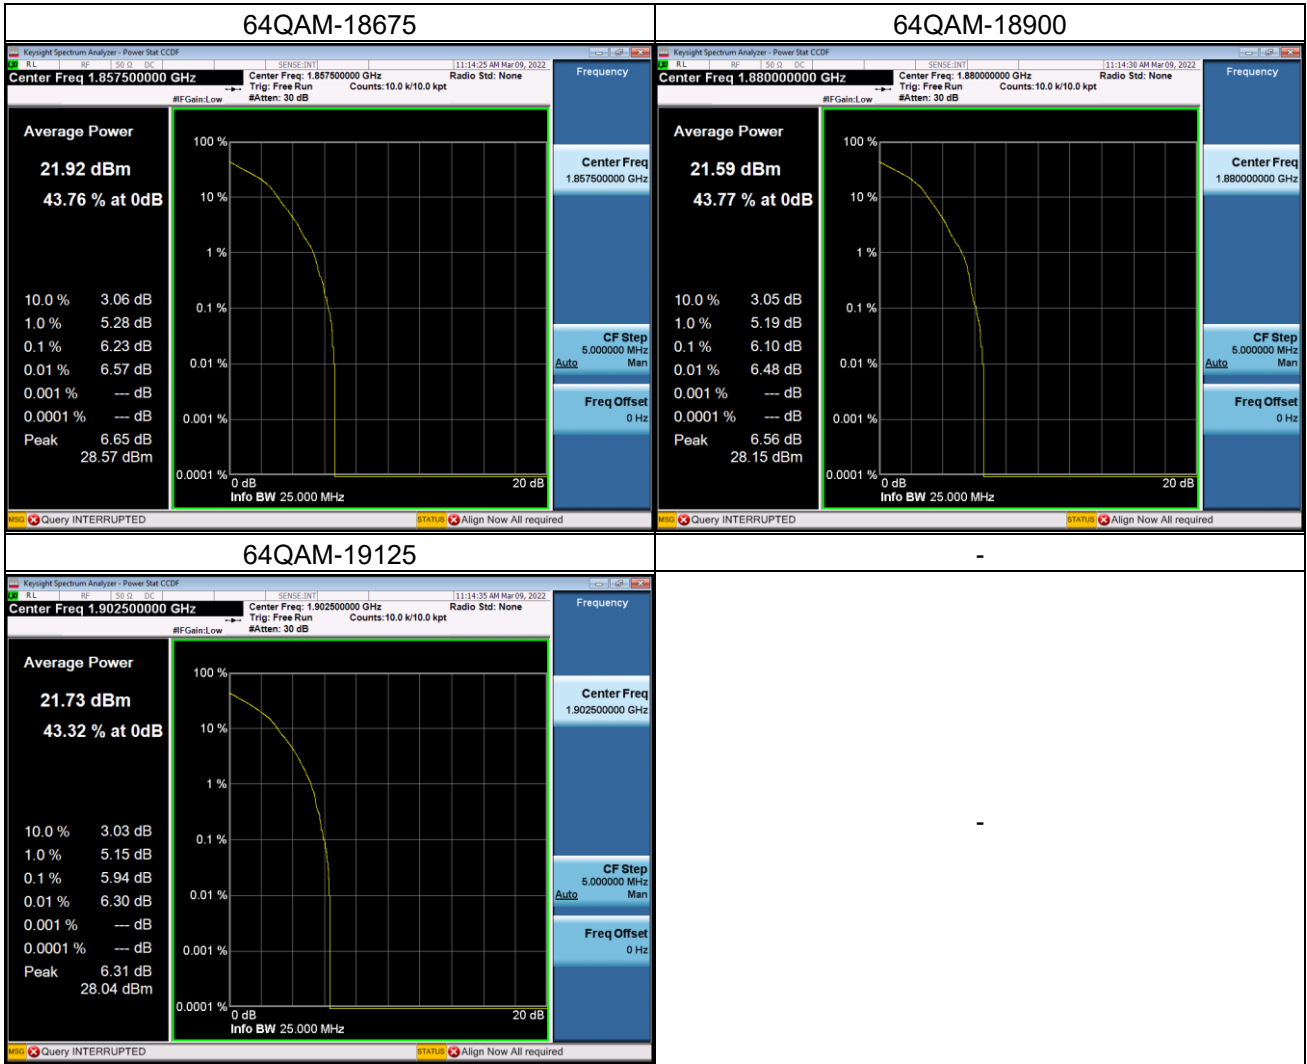 64QAM-18675
64QAM-18900
Keysight Spectrum Analyzer - Power Stat CCDF
RL RF 50 Ω DC SENSE:INT 11:14:25 AM Mar 09, 2022
Center Freq 1.857500000 GHz
Center Freq: 1.857500000 GHz Radio Std: None
Trig: Free Run Counts:10.0 k/10.0 kpt
#IFGain:Low #Atten: 30 dB
Frequency
Average Power
21.92 dBm
43.76 % at 0dB
10.0 % 3.06 dB
1.0 % 5.28 dB
0.1 % 6.23 dB
0.01 % 6.57 dB
0.001 % --- dB
0.0001 % --- dB
Peak 6.65 dB
28.57 dBm
100 %
10 %
1 %
0.1 %
0.01 %
0.001 %
0.0001 %
0 dB 20 dB
Info BW 25.000 MHz
Center Freq
1.857500000 GHz
CF Step
5.000000 MHz
Auto Man
Freq Offset
0 Hz
MSG Query INTERRUPTED STATUS Align Now All required
Keysight Spectrum Analyzer - Power Stat CCDF
RL RF 50 Ω DC SENSE:INT 11:14:30 AM Mar 09, 2022
Center Freq 1.880000000 GHz
Center Freq: 1.880000000 GHz Radio Std: None
Trig: Free Run Counts:10.0 k/10.0 kpt
#IFGain:Low #Atten: 30 dB
Frequency
Average Power
21.59 dBm
43.77 % at 0dB
10.0 % 3.05 dB
1.0 % 5.19 dB
0.1 % 6.10 dB
0.01 % 6.48 dB
0.001 % --- dB
0.0001 % --- dB
Peak 6.56 dB
28.15 dBm
100 %
10 %
1 %
0.1 %
0.01 %
0.001 %
0.0001 %
0 dB 20 dB
Info BW 25.000 MHz
Center Freq
1.880000000 GHz
CF Step
5.000000 MHz
Auto Man
Freq Offset
0 Hz
MSG Query INTERRUPTED STATUS Align Now All required
64QAM-19125
-
Keysight Spectrum Analyzer - Power Stat CCDF
RL RF 50 Ω DC SENSE:INT 11:14:35 AM Mar 09, 2022
Center Freq 1.902500000 GHz
Center Freq: 1.902500000 GHz Radio Std: None
Trig: Free Run Counts:10.0 k/10.0 kpt
#IFGain:Low #Atten: 30 dB
Frequency
Average Power
21.73 dBm
43.32 % at 0dB
10.0 % 3.03 dB
1.0 % 5.15 dB
0.1 % 5.94 dB
0.01 % 6.30 dB
0.001 % --- dB
0.0001 % --- dB
Peak 6.31 dB
28.04 dBm
100 %
10 %
1 %
0.1 %
0.01 %
0.001 %
0.0001 %
0 dB 20 dB
Info BW 25.000 MHz
Center Freq
1.902500000 GHz
CF Step
5.000000 MHz
Auto Man
Freq Offset
0 Hz
MSG Query INTERRUPTED STATUS Align Now All required
-